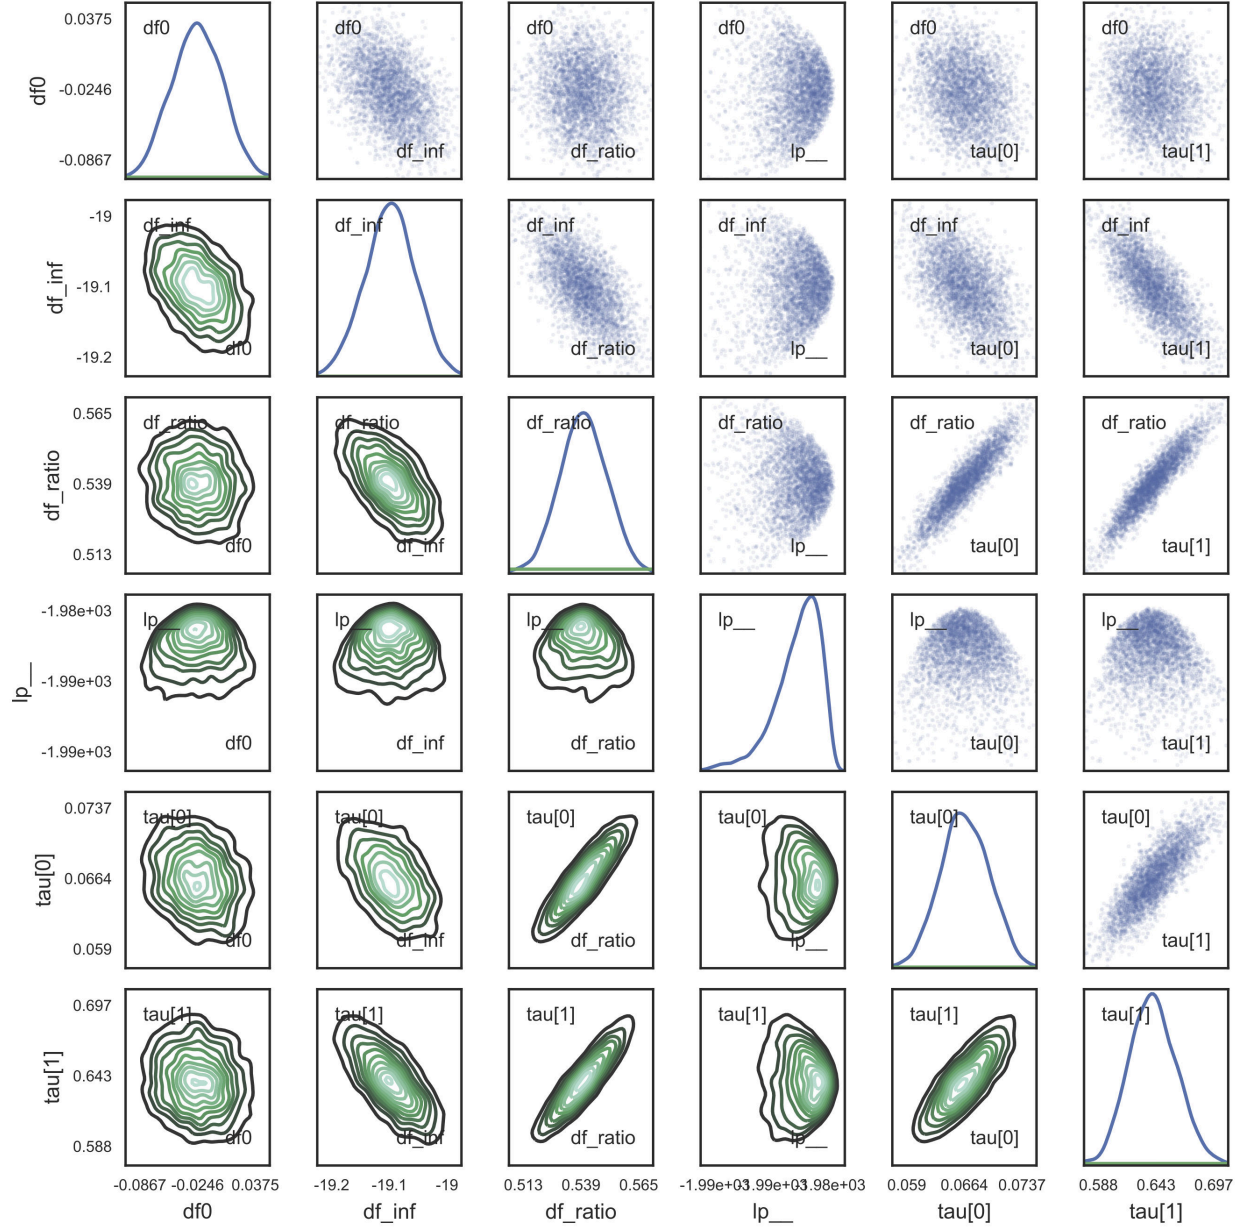 0.0375 df0 df0 df0 df0 df0 df0
df0 -0.0246
-0.0867 df_inf df_ratio lp__ tau[0] tau[1]
-19 df_inf df_inf df_inf df_inf df_inf df_inf
df_inf -19.1
-19.2 df0 df_ratio lp__ tau[0] tau[1]
0.565 df_ratio df_ratio df_ratio df_ratio df_ratio df_ratio
df_ratio 0.539
0.513 df0 df_inf lp__ tau[0] tau[1]
-1.98e+03 lp__ lp__ lp__ lp__ lp__ lp__
lp__ -1.99e+03
-1.99e+03 df0 df_inf df_ratio tau[0] tau[1]
0.0737 tau[0] tau[0] tau[0] tau[0] tau[0] tau[0]
tau[0] 0.0664
0.059 df0 df_inf df_ratio lp__ tau[1]
0.697 tau[1] tau[1] tau[1] tau[1] tau[1] tau[1]
tau[1] 0.643
0.588 df0 df_inf df_ratio lp__ tau[0]
-0.0867 -0.0246 0.0375 -19.2 -19.1 -19 0.513 0.539 0.565 -1.99e+03 -1.99e+03 -1.98e+03 0.059 0.0664 0.0737 0.588 0.643 0.697
df0 df_inf df_ratio lp__ tau[0] tau[1]